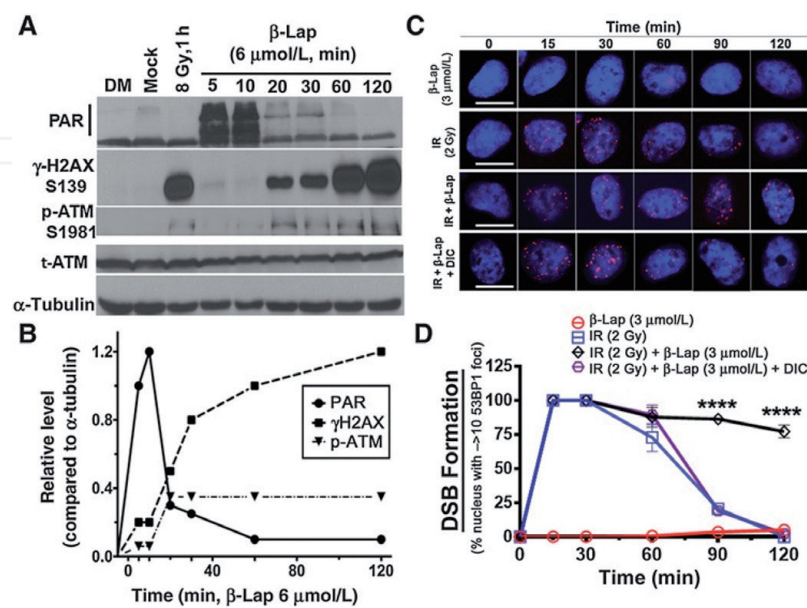 A
β-Lap
(6 μmol/L, min)
DM
Mock
8 Gy,1 h
5 10 20 30 60 120
PAR
γ-H2AX
S139
p-ATM
S1981
t-ATM
α-Tubulin
B
Relative level
(compared to α-tubulin)
1.2
0.8
0.4
0.0
PAR
γH2AX
p-ATM
0 40 80 120
Time (min, β-Lap 6 μmol/L)
C
Time (min)
0 15 30 60 90 120
β-Lap
(3 μmol/L)
IR
(2 Gy)
IR + β-Lap
IR + β-Lap
+ DIC
D
β-Lap (3 μmol/L)
IR (2 Gy)
IR (2 Gy) + β-Lap (3 μmol/L)
IR (2 Gy) + β-Lap (3 μmol/L) + DIC
DSB Formation
(% nucleus with –>10 53BP1 foci)
125
100
75
50
25
0
****
****
0 30 60 90 120
Time (min)